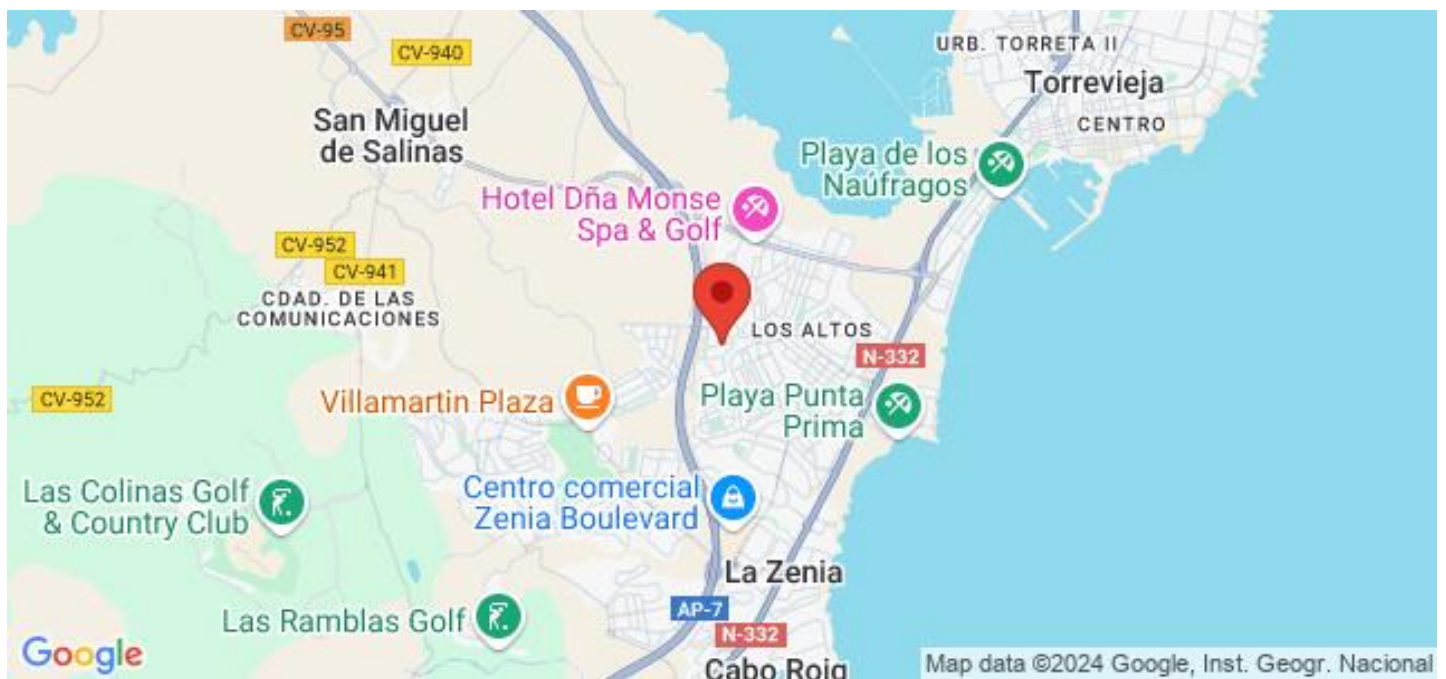 CV-95
CV-940
URB. TORRETA II
Torrevieja
CENTRO
San Miguel
de Salinas
Playa de los
Naúfragos
Hotel Dña Monse
Spa & Golf
CV-952
CV-941
CDAD. DE LAS
COMUNICACIONES
LOS ALTOS
N-332
CV-952
Villamartin Plaza
Playa Punta
Prima
Las Colinas Golf
& Country Club
Centro comercial
Zenia Boulevard
La Zenia
AP-7
Las Ramblas Golf
N-332
Cabo Roig
Google
Map data ©2024 Google, Inst. Geogr. Nacional